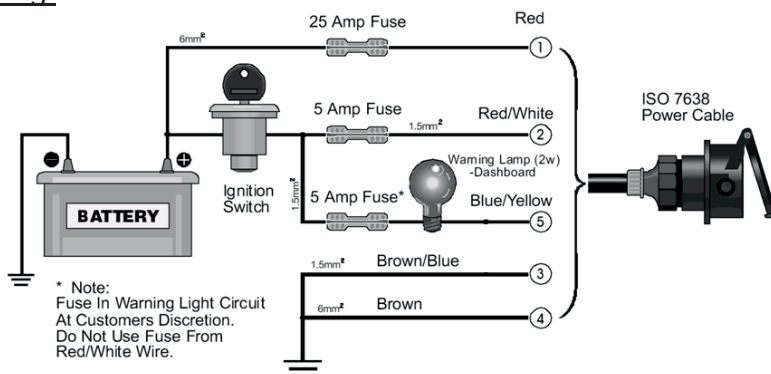 25 Amp Fuse
Red
6mm²
1
5 Amp Fuse
Red/White
1.5mm²
2
ISO 7638
Power Cable
Warning Lamp (2w)
-Dashboard
Ignition
Switch
1.5mm²
5 Amp Fuse*
Blue/Yellow
5
BATTERY
1.5mm²
Brown/Blue
3
6mm²
Brown
4
* Note:
Fuse In Warning Light Circuit
At Customers Discretion.
Do Not Use Fuse From
Red/White Wire.